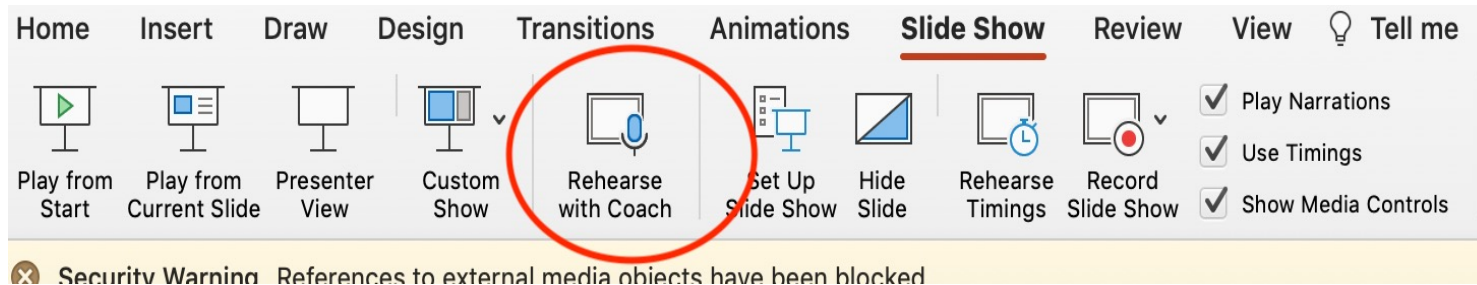 Home Insert Draw Design Transitions Animations Slide Show Review View Tell me
Play from Start
Play from Current Slide
Presenter View
Custom Show
Rehearse with Coach
Set Up Slide Show
Hide Slide
Rehearse Timings
Record Slide Show
Play Narrations
Use Timings
Show Media Controls
Security Warning References to external media objects have been blocked